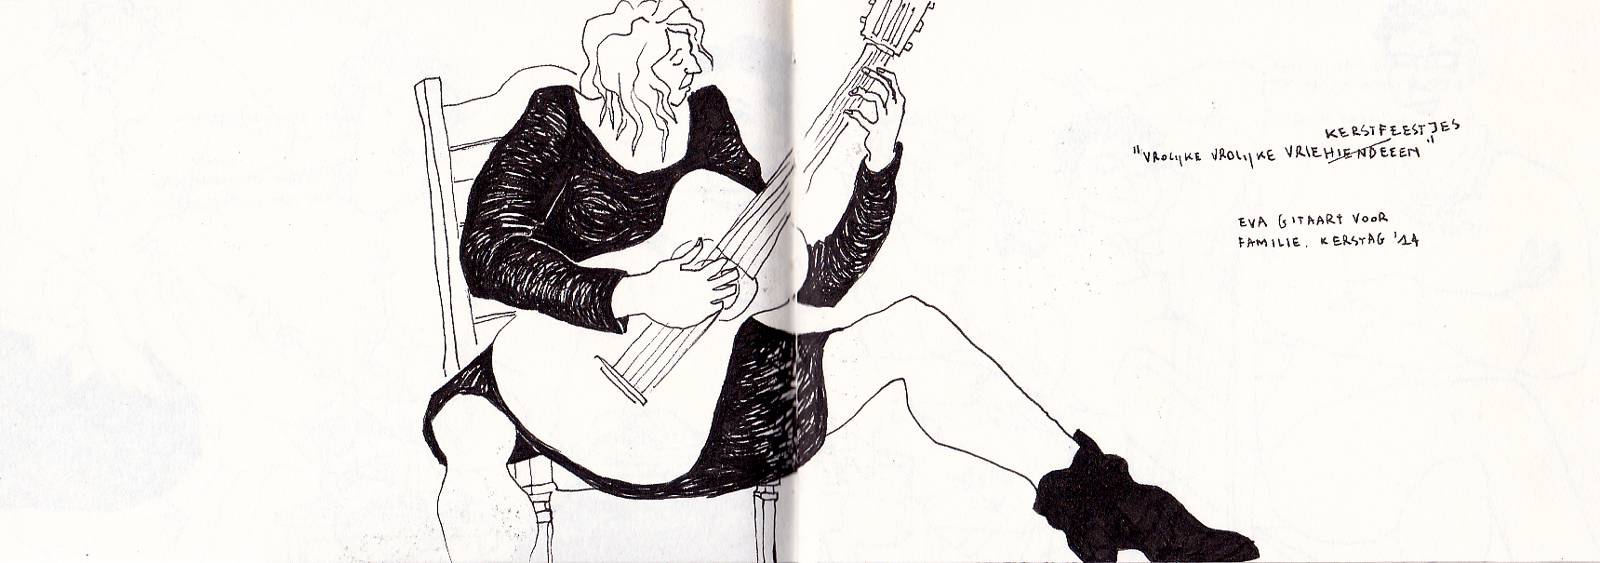 KERSTFEESTJES
"VROLIJKE VROLIJKE VRIEHIENDEEEN"
EVA GITAART VOOR
FAMILIE. KERSTAG '14